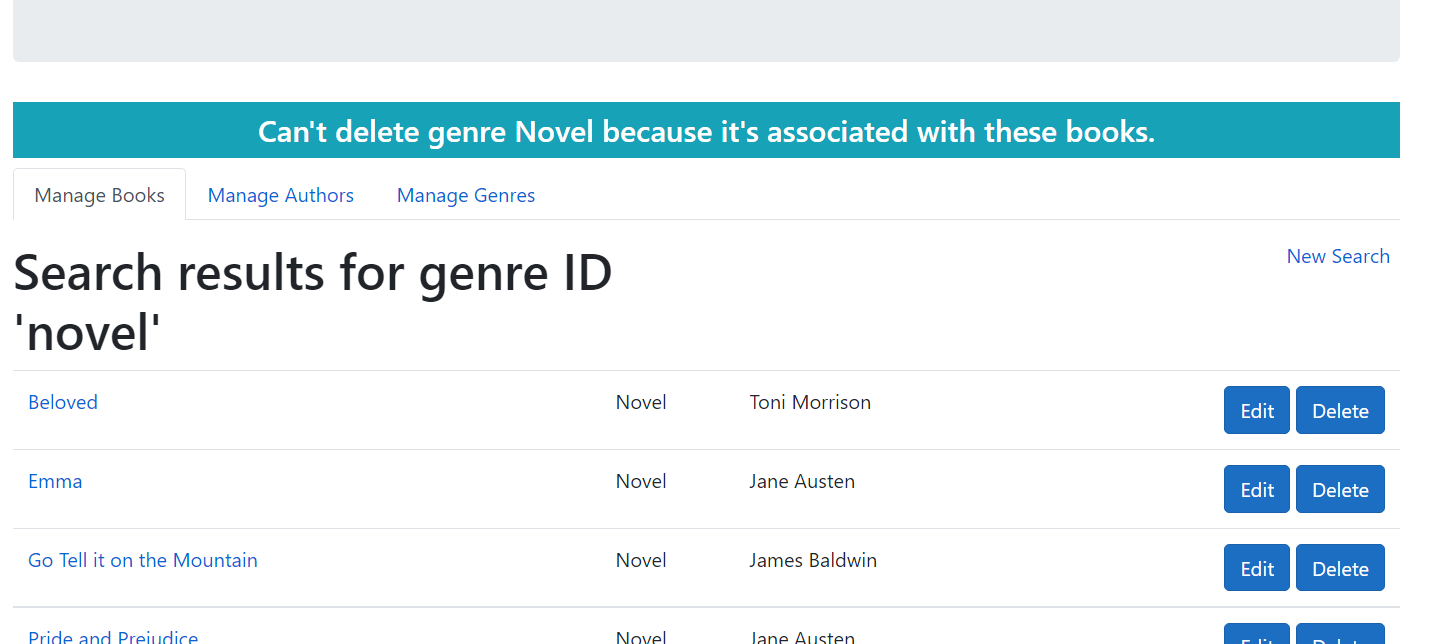 Can't delete genre Novel because it's associated with these books.
Manage Books Manage Authors Manage Genres
Search results for genre ID
'novel'
New Search
Beloved Novel Toni Morrison Edit Delete
Emma Novel Jane Austen Edit Delete
Go Tell it on the Mountain Novel James Baldwin Edit Delete
Pride and Prejudice Novel Jane Austen Edit Delete